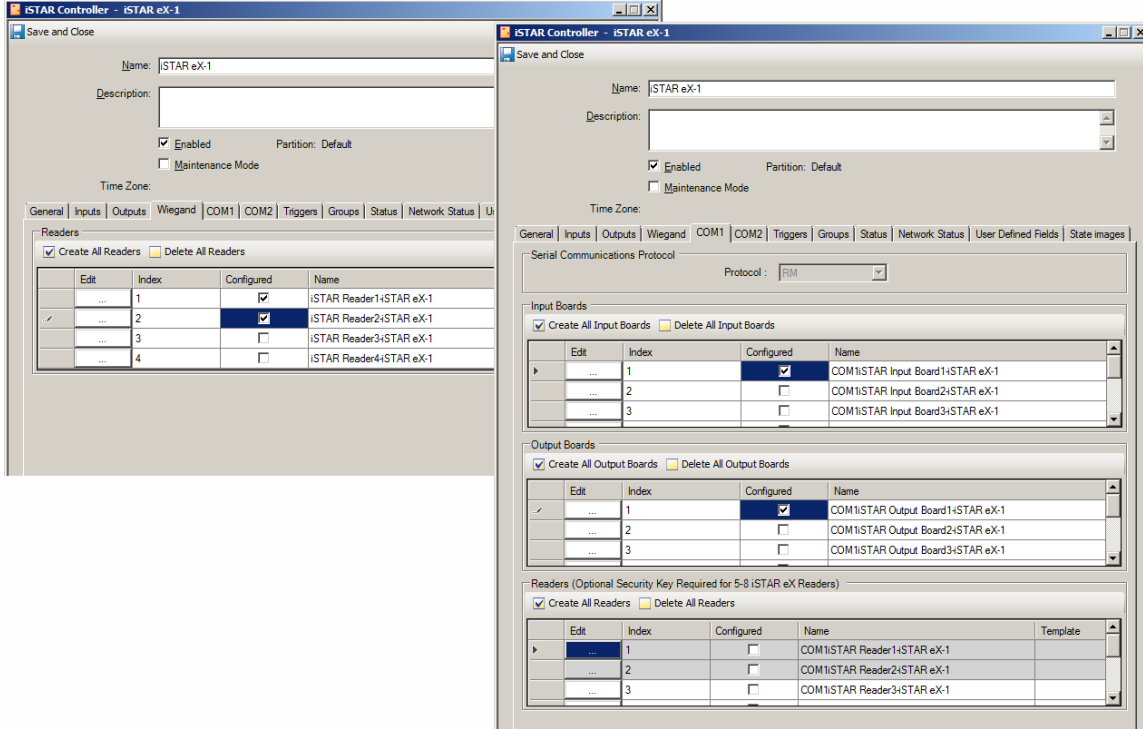 iSTAR Controller - iSTAR eX-1
Save and Close
Name: iSTAR eX-1
Description:
Enabled Partition: Default
Maintenance Mode
Time Zone:
General Inputs Outputs Wiegand COM1 COM2 Triggers Groups Status Network Status
Readers
Create All Readers Delete All Readers
Edit Index Configured Name
... 1 iSTAR Reader1-iSTAR eX-1
... 2 iSTAR Reader2-iSTAR eX-1
... 3 iSTAR Reader3-iSTAR eX-1
... 4 iSTAR Reader4-iSTAR eX-1
iSTAR Controller - iSTAR eX-1
Save and Close
Name: iSTAR eX-1
Description:
Enabled Partition: Default
Maintenance Mode
Time Zone:
General Inputs Outputs Wiegand COM1 COM2 Triggers Groups Status Network Status User Defined Fields State images
Serial Communications Protocol
Protocol : RM
Input Boards
Create All Input Boards Delete All Input Boards
Edit Index Configured Name
... 1 COM1iSTAR Input Board1-iSTAR eX-1
... 2 COM1iSTAR Input Board2-iSTAR eX-1
... 3 COM1iSTAR Input Board3-iSTAR eX-1
Output Boards
Create All Output Boards Delete All Output Boards
Edit Index Configured Name
... 1 COM1iSTAR Output Board1-iSTAR eX-1
... 2 COM1iSTAR Output Board2-iSTAR eX-1
... 3 COM1iSTAR Output Board3-iSTAR eX-1
Readers (Optional Security Key Required for 5-8 iSTAR eX Readers)
Create All Readers Delete All Readers
Edit Index Configured Name Template
... 1 COM1iSTAR Reader1-iSTAR eX-1
... 2 COM1iSTAR Reader2-iSTAR eX-1
... 3 COM1iSTAR Reader3-iSTAR eX-1